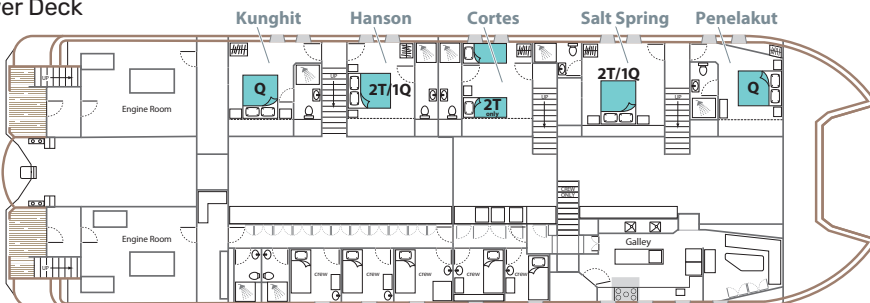 er Deck
Kunghit Hanson Cortes Salt Spring Penelakut
UP
Engine Room
Q
UP
2T/1Q
2T
only
UP
2T/1Q
UP
Q
CREW
ONLY
Engine Room
UP
crew crew crew crew crew
Galley